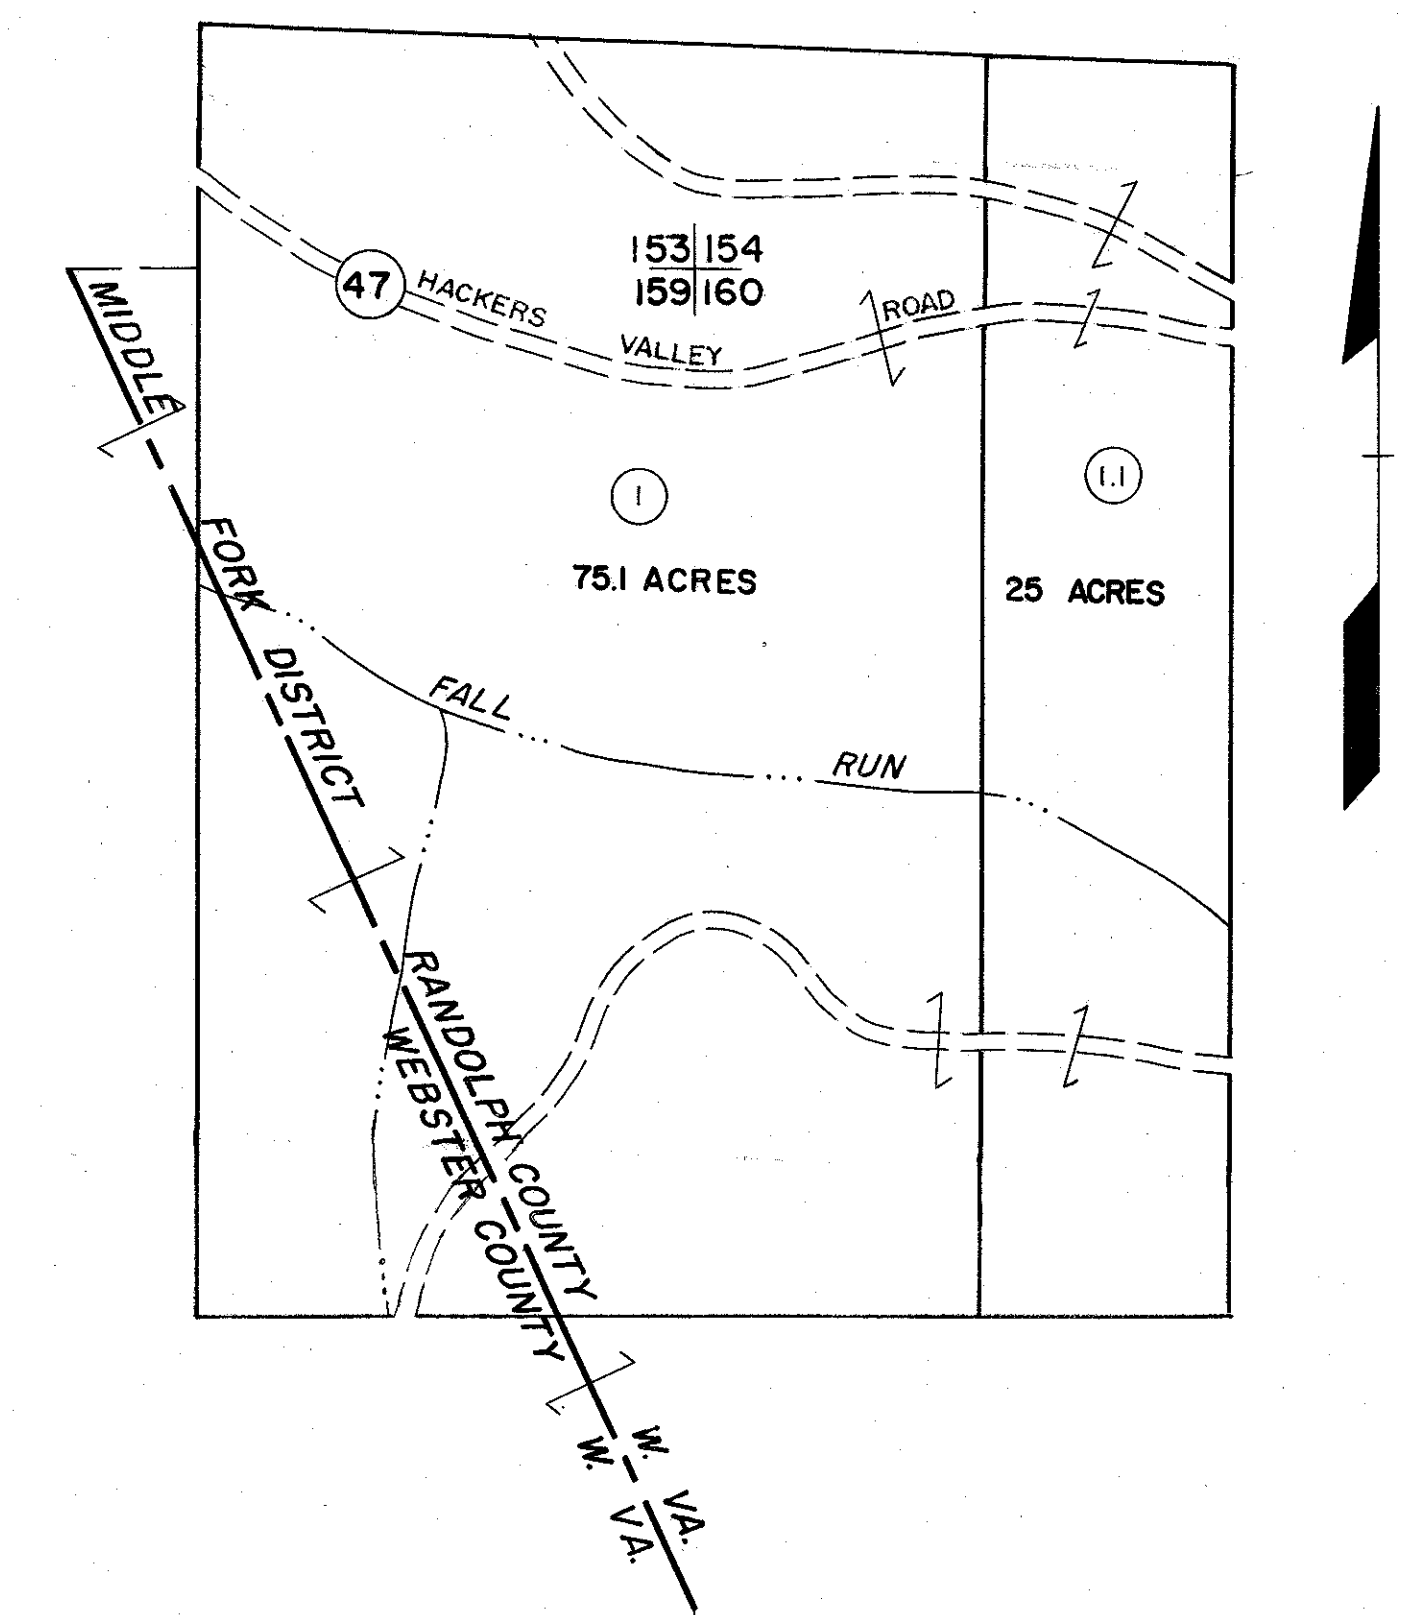 153 154
159 160
47 HACKERS VALLEY ROAD
1
75.1 ACRES
1.1
25 ACRES
MIDDLE FORK DISTRICT
FALL RUN
RANDOLPH COUNTY W. VA.
WEBSTER COUNTY W. VA.